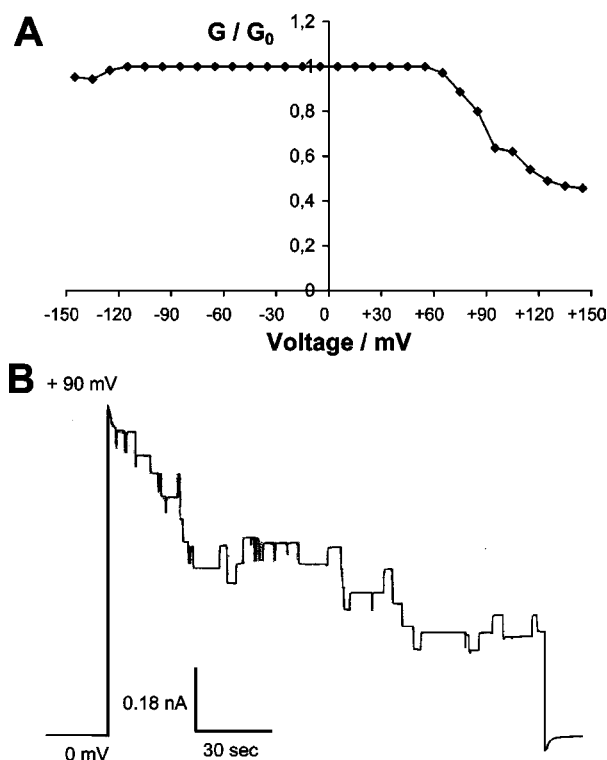 A
G / G0
1,2
1
0,8
0,6
0,4
0,2
0
-150 -120 -90 -60 -30 0 +30 +60 +90 +120 +150
Voltage / mV
B
+ 90 mV
0.18 nA
0 mV
30 sec